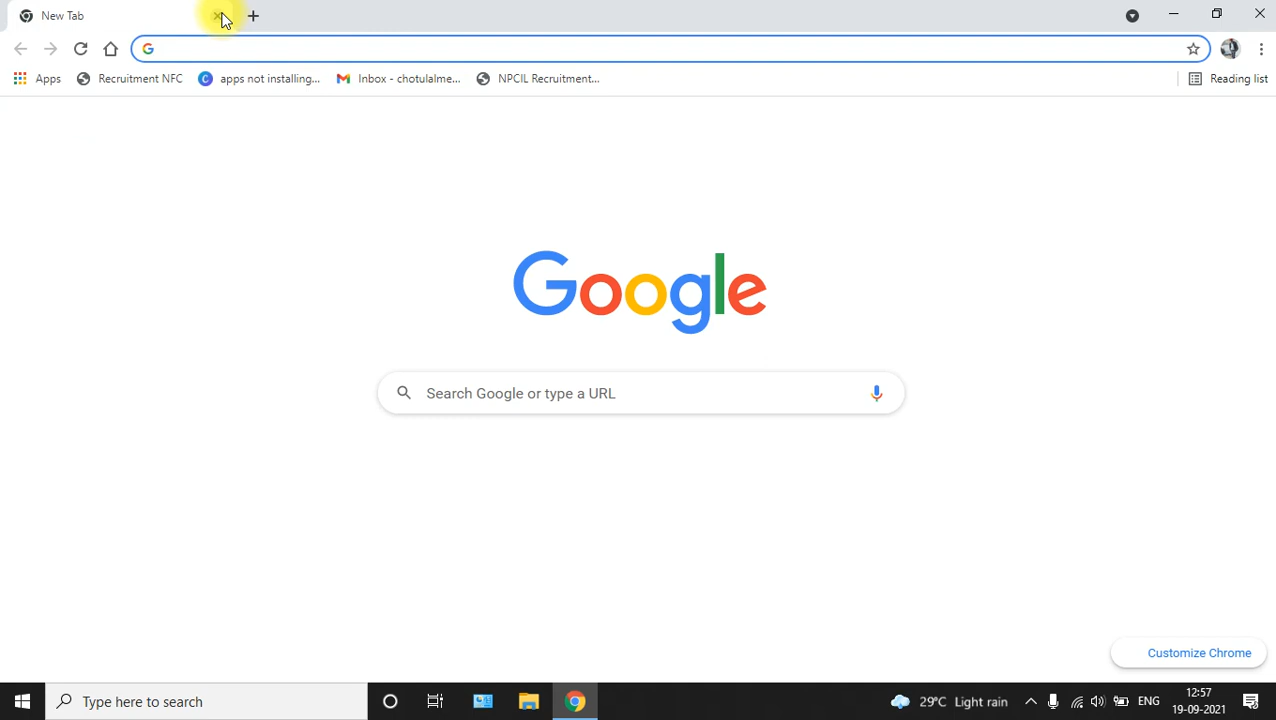 New Tab
Apps Recruitment NFC apps not installing... Inbox - chotulalme... NPCIL Recruitment... Reading list
Google
Search Google or type a URL
Customize Chrome
Type here to search 29°C Light rain ENG 12:57
19-09-2021